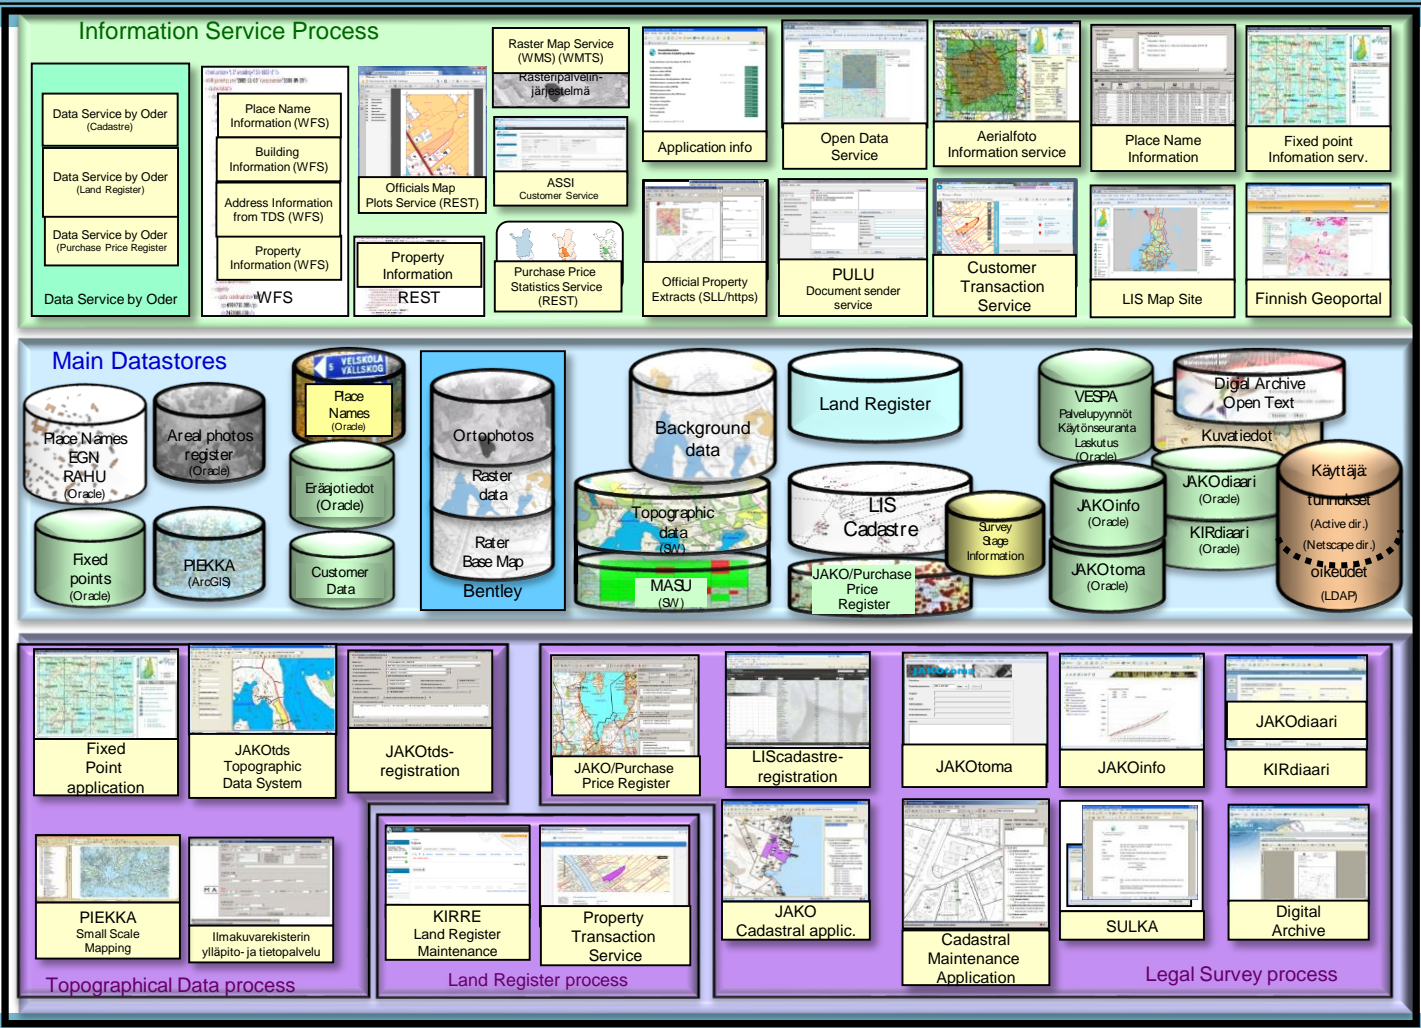 Information Service Process
Data Service by Oder
(Cadastre)
Data Service by Oder
(Land Register)
Data Service by Oder
(Purchase Price Register
Data Service by Oder
Place Name
Information (WFS)
Building
Information (WFS)
Address Information
from TDS (WFS)
Property
Information (WFS)
WFS
Officials Map
Plots Service (REST)
Property
Information
REST
Raster Map Service
(WMS) (WMTS)
Rasteripalvelin-
järjestelmä
ASSI
Customer Service
Purchase Price
Statistics Service
(REST)
Application info
Official Property
Extracts (SLL/https)
Open Data
Service
PULU
Document sender
service
Aerialfoto
Information service
Customer
Transaction
Service
Place Name
Information
LIS Map Site
Fixed point
Infomation serv.
Finnish Geoportal
Main Datastores
Place Names
EGN
RAHU
(Oracle)
Areal photos
register
(Oracle)
5 VELSKOLA
VÄLLSKOG
Place
Names
(Oracle)
Eräajotiedot
(Oracle)
Fixed
points
(Oracle)
PIEKKA
(ArcGIS)
Customer
Data
Ortophotos
Raster
data
Rater
Base Map
Bentley
Background
data
Topographic
data
(SW)
MASU
(SW)
Land Register
LIS
Cadastre
JAKO/Purchase
Price
Register
Survey
Stage
Information
VESPA
Palvelupyynnöt
Käytönseuranta
Laskutus
(Oracle)
JAKOinfo
(Oracle)
JAKOtoma
(Oracle)
Digal Archive
Open Text
Kuvatiedot
JAKOdiaari
(Oracle)
KIRdiaari
(Oracle)
Käyttäjä:
tunnukset
(Active dir.)
(Netscape dir.)
oikeudet
(LDAP)
Fixed
Point
application
JAKOtds
Topographic
Data System
JAKOtds-
registration
PIEKKA
Small Scale
Mapping
Ilmakuvarekisterin
ylläpito- ja tietopalvelu
Topographical Data process
KIRRE
Land Register
Maintenance
Property
Transaction
Service
Land Register process
JAKO/Purchase
Price Register
LIScadastre-
registration
JAKOtoma
JAKOtoma
JAKOINFO
JAKOinfo
JAKOdiaari
KIRdiaari
JAKO
Cadastral applic.
Cadastral
Maintenance
Application
SULKA
Digital
Archive
Legal Survey process